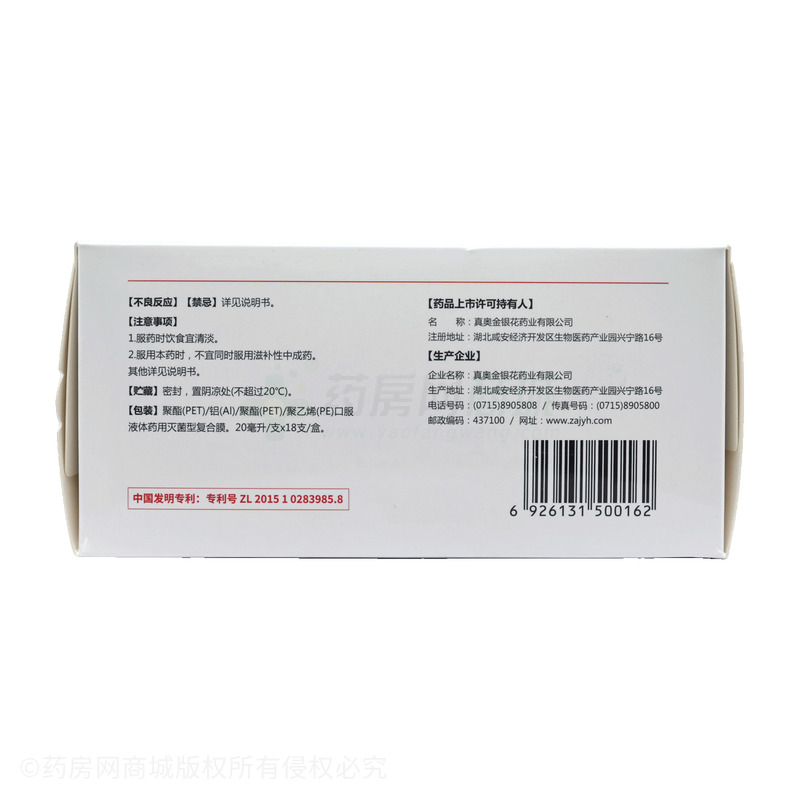 【不良反应】【禁忌】详见说明书。
【注意事项】
1.服药时饮食宜清淡。
2.服用本药时，不宜同时服用滋补性中成药。
其他详见说明书。
【贮藏】密封，置阴凉处(不超过20℃)。
【包装】聚酯(PET)/铝(Al)/聚酯(PET)/聚乙烯(PE)口服
液体药用灭菌型复合膜。20毫升/支x18支/盒。
中国发明专利：专利号 ZL 2015 1 0283985.8
【药品上市许可持有人】
名 称：真奥金银花药业有限公司
注册地址：湖北咸安经济开发区生物医药产业园兴宁路16号
【生产企业】
企业名称：真奥金银花药业有限公司
生产地址：湖北咸安经济开发区生物医药产业园兴宁路16号
电话号码：(0715)8905808 / 传真号码：(0715)8905800
邮政编码：437100 / 网址：www.zajyh.com
6 926131 500162
©药房网商城版权所有侵权必究